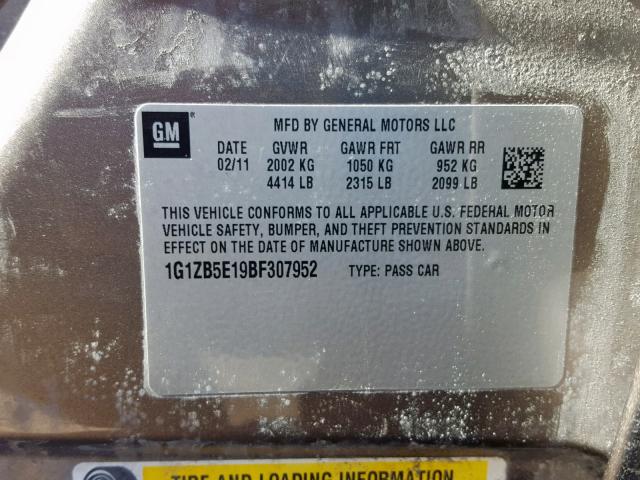 GM ®
MFD BY GENERAL MOTORS LLC
DATE GVWR GAWR FRT GAWR RR
02/11 2002 KG 1050 KG 952 KG
4414 LB 2315 LB 2099 LB
THIS VEHICLE CONFORMS TO ALL APPLICABLE U.S. FEDERAL MOTOR
VEHICLE SAFETY, BUMPER, AND THEFT PREVENTION STANDARDS IN
EFFECT ON THE DATE OF MANUFACTURE SHOWN ABOVE.
1G1ZB5E19BF307952 TYPE: PASS CAR
TIRE AND LOADING INFORMATION